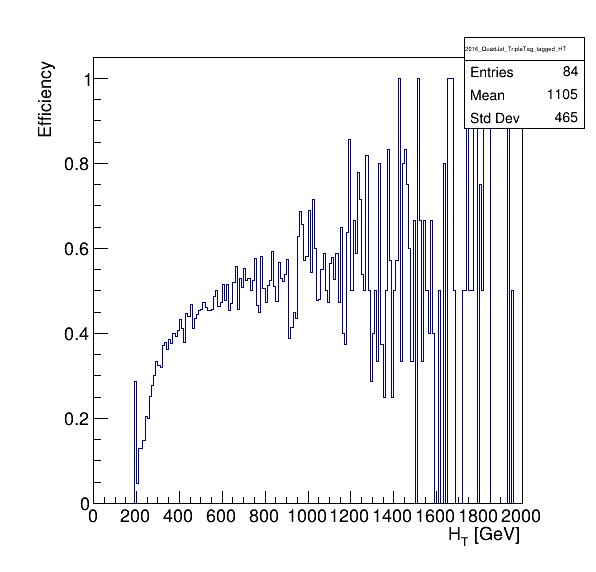 2016_QuadJet_TripleTag_tagged_HT
Entries 84
Mean 1105
Std Dev 465
Efficiency
1
0.8
0.6
0.4
0.2
0
0 200 400 600 800 1000 1200 1400 1600 1800 2000
H_T [GeV]